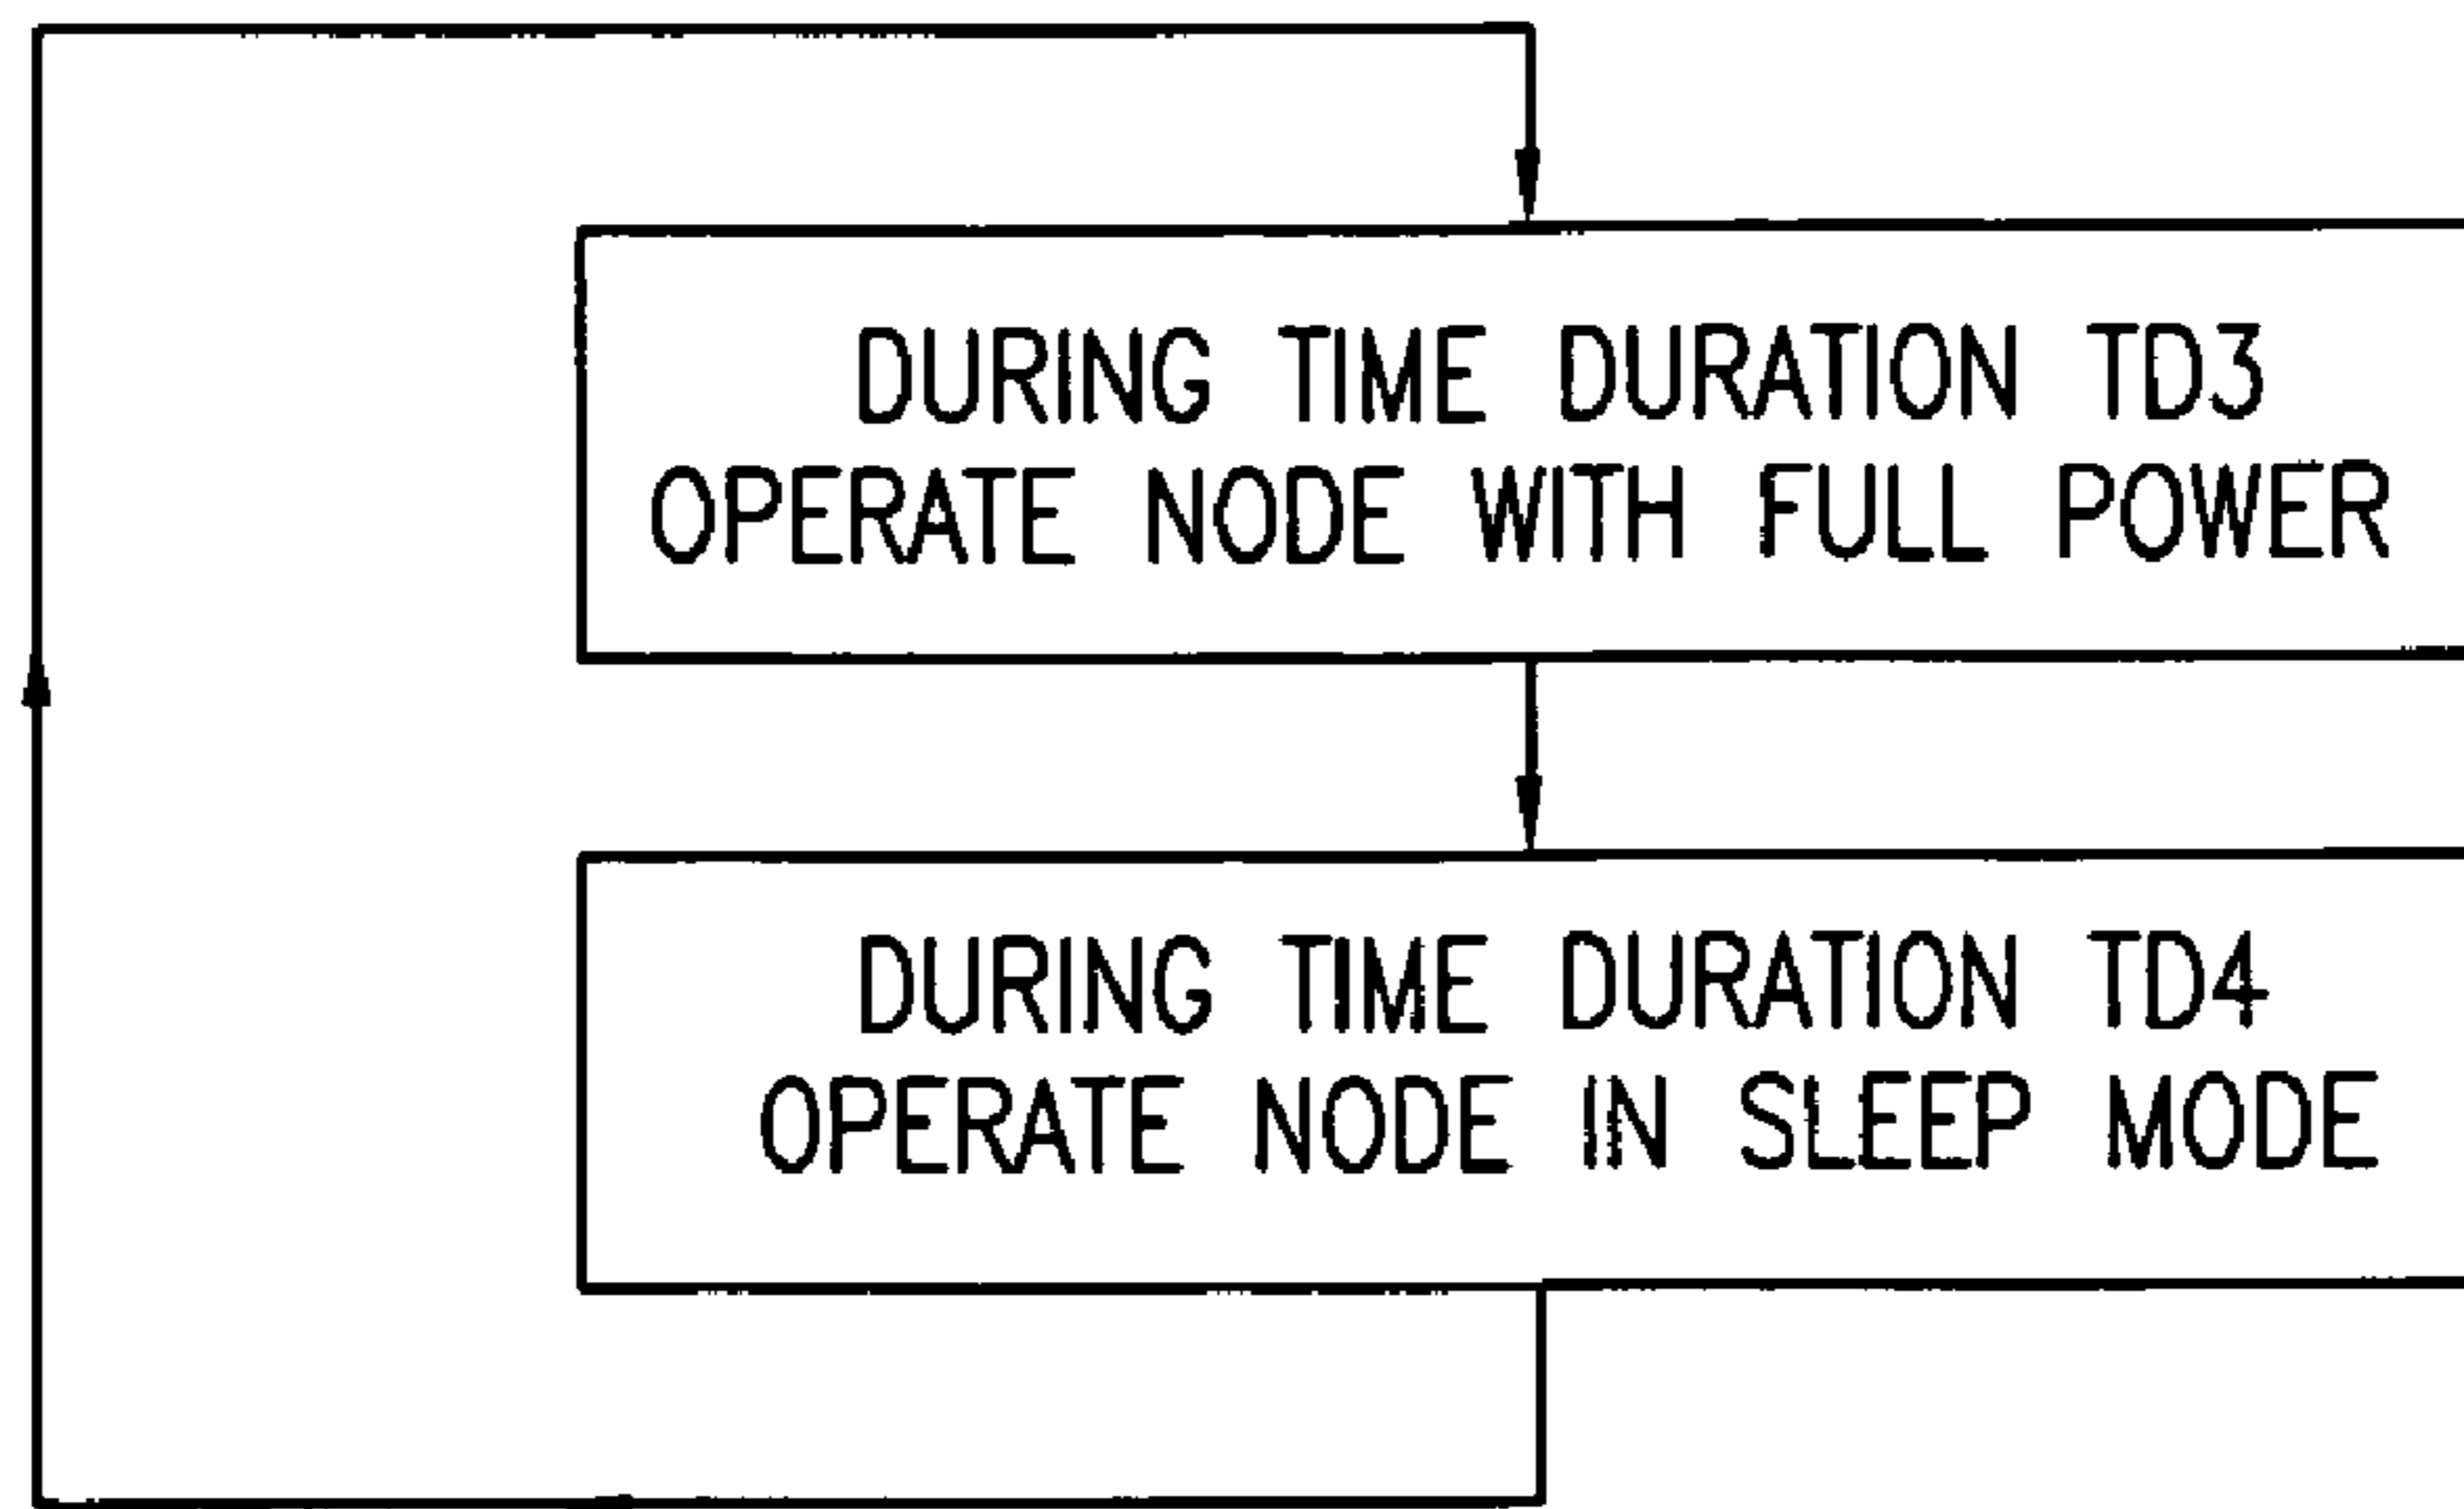 DURING TIME DURATION TD3
OPERATE NODE WITH FULL POWER
DURING TIME DURATION TD4
OPERATE NODE IN SLEEP MODE